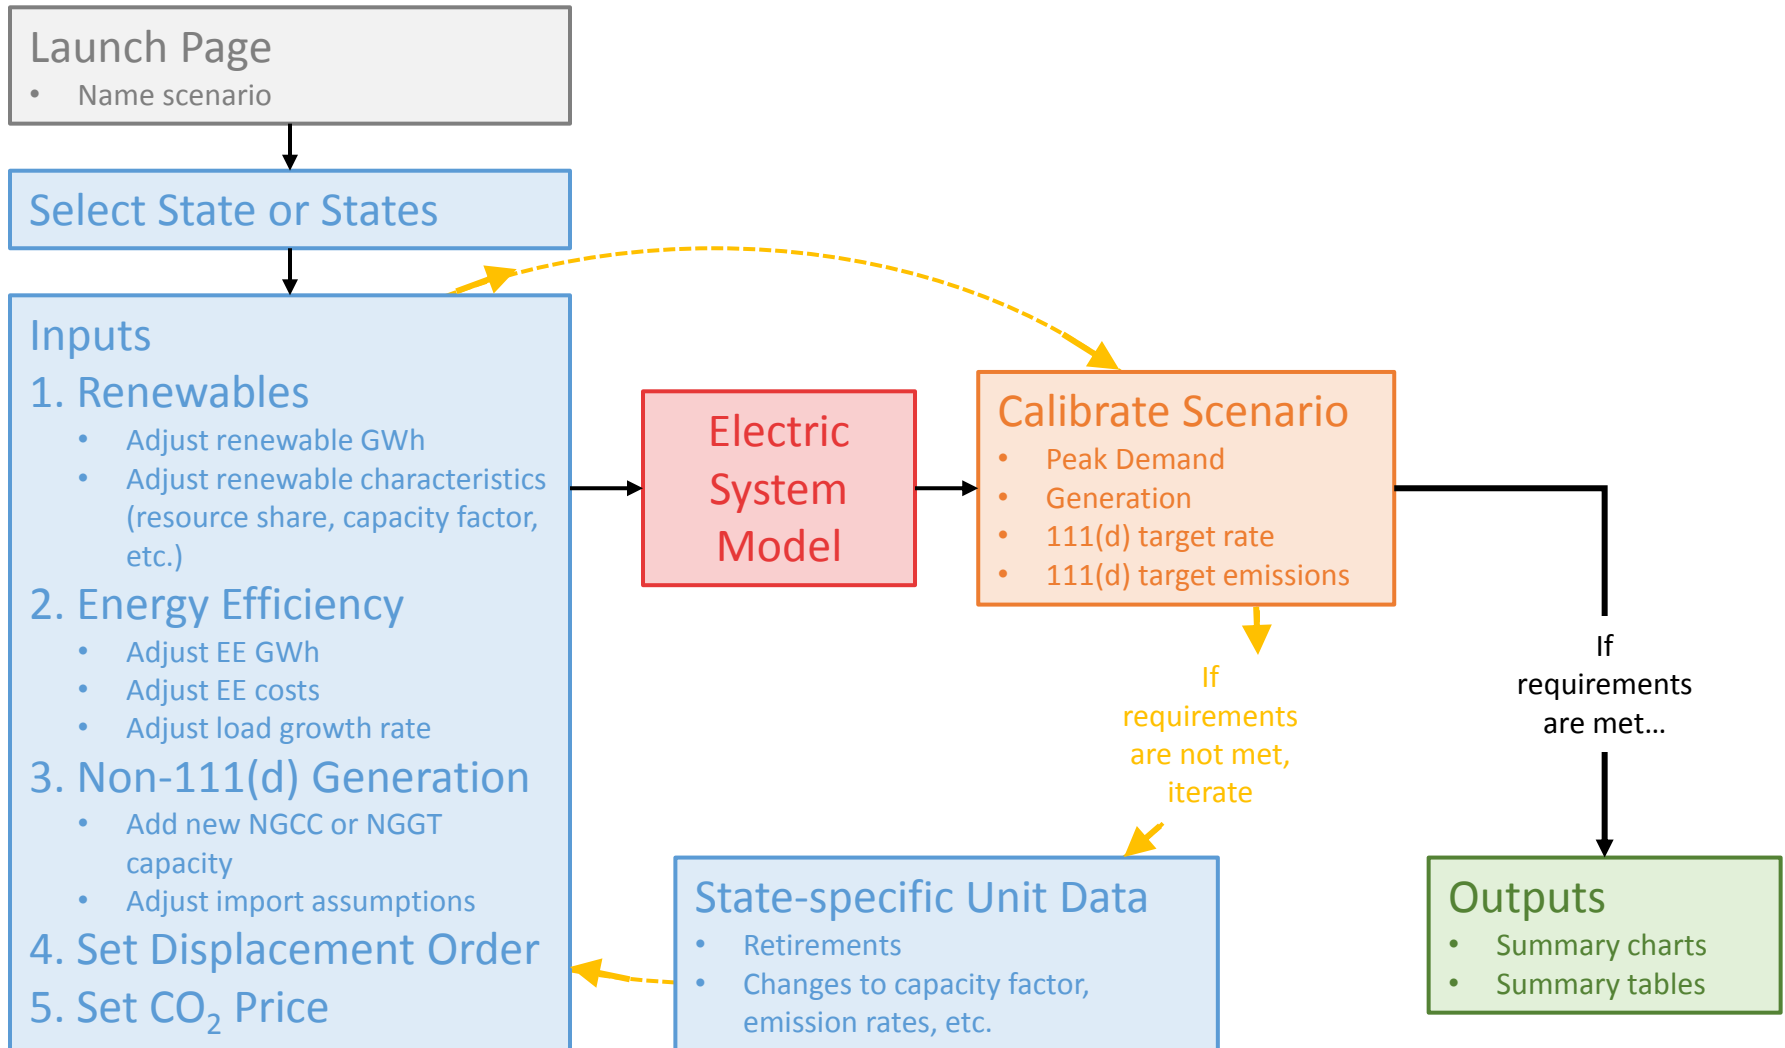 Launch Page
• Name scenario
Select State or States
Inputs
1. Renewables
• Adjust renewable GWh
• Adjust renewable characteristics
(resource share, capacity factor,
etc.)
2. Energy Efficiency
• Adjust EE GWh
• Adjust EE costs
• Adjust load growth rate
3. Non-111(d) Generation
• Add new NGCC or NGGT
capacity
• Adjust import assumptions
4. Set Displacement Order
5. Set CO₂ Price
Electric
System
Model
Calibrate Scenario
• Peak Demand
• Generation
• 111(d) target rate
• 111(d) target emissions
If
requirements
are not met,
iterate
If
requirements
are met…
State-specific Unit Data
• Retirements
• Changes to capacity factor,
emission rates, etc.
Outputs
• Summary charts
• Summary tables